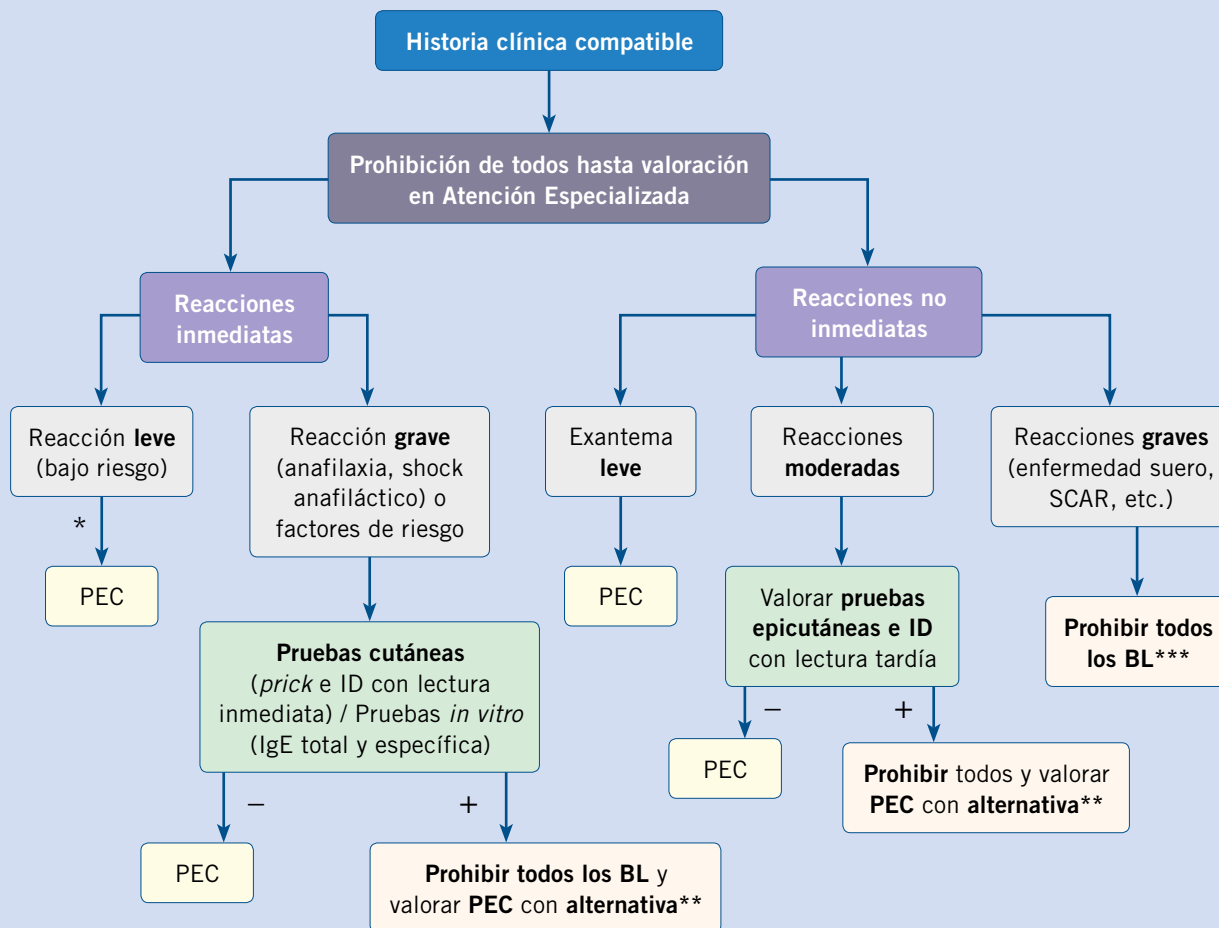 Historia clínica compatible
Prohibición de todos hasta valoración
en Atención Especializada
Reacciones
inmediatas
Reacciones no
inmediatas
Reacción leve
(bajo riesgo)
*
PEC
Reacción grave
(anafilaxia, shock
anafiláctico) o
factores de riesgo
Pruebas cutáneas
(prick e ID con lectura
inmediata) / Pruebas in vitro
(IgE total y específica)
−
PEC
+
Prohibir todos los BL y
valorar PEC con alternativa**
Exantema
leve
PEC
Reacciones
moderadas
Valorar pruebas
epicutáneas e ID
con lectura tardía
−
PEC
+
Prohibir todos y valorar
PEC con alternativa**
Reacciones graves
(enfermedad suero,
SCAR, etc.)
Prohibir todos
los BL***